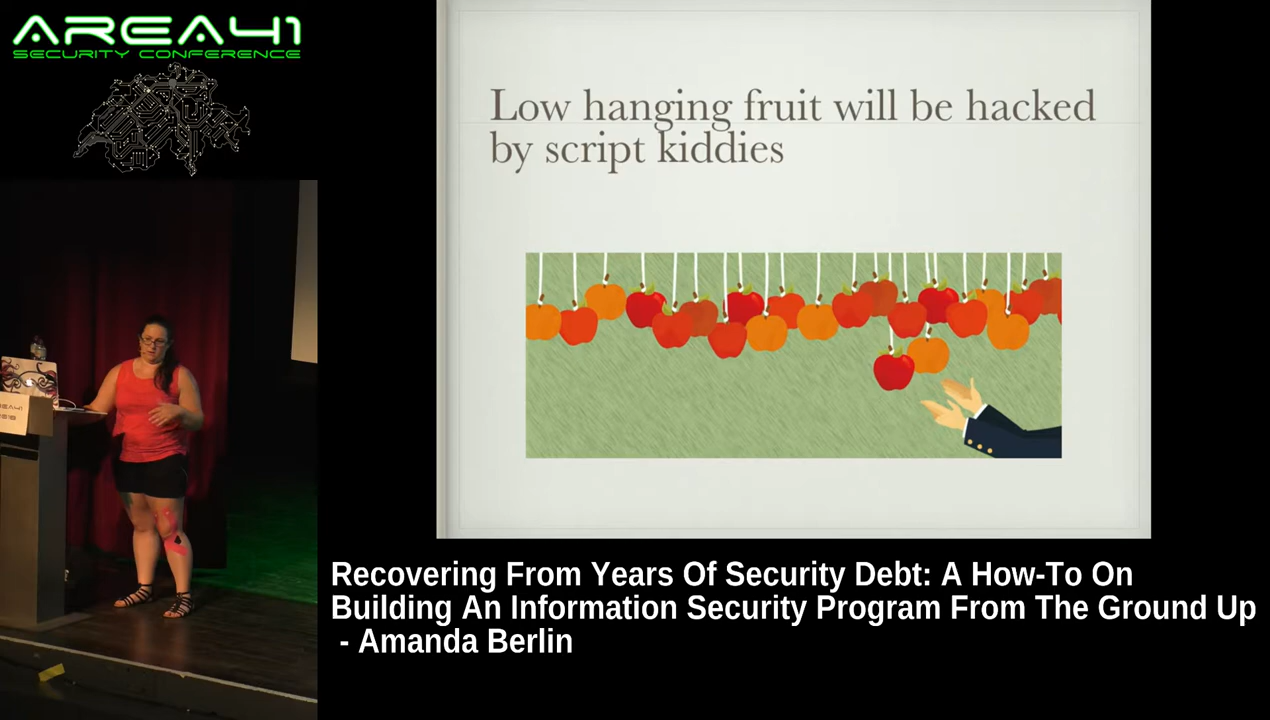 AREA41
SECURITY CONFERENCE
Low hanging fruit will be hacked
by script kiddies
Recovering From Years Of Security Debt: A How-To On
Building An Information Security Program From The Ground Up
- Amanda Berlin